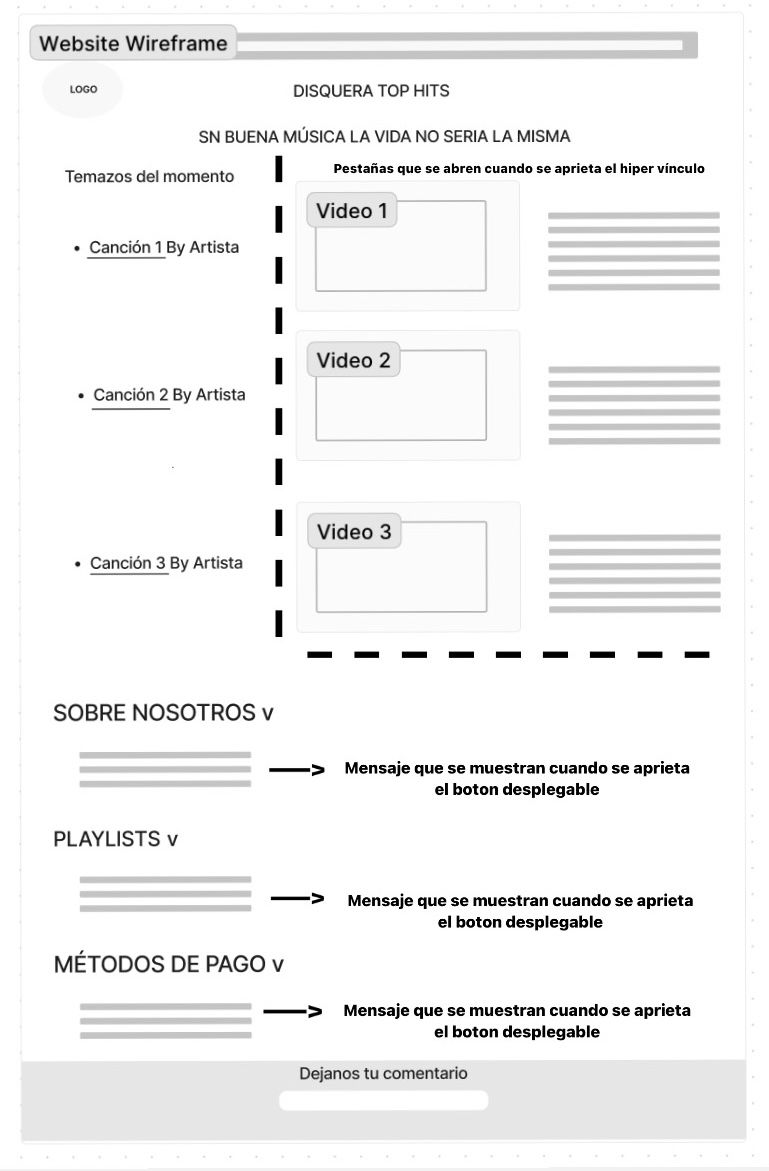 Website Wireframe
LOGO
DISQUERA TOP HITS
SN BUENA MÚSICA LA VIDA NO SERIA LA MISMA
Temazos del momento
Pestañas que se abren cuando se aprieta el hiper vínculo
• Canción 1 By Artista
Video 1
• Canción 2 By Artista
Video 2
• Canción 3 By Artista
Video 3
SOBRE NOSOTROS v
Mensaje que se muestran cuando se aprieta
el boton desplegable
PLAYLISTS v
Mensaje que se muestran cuando se aprieta
el boton desplegable
MÉTODOS DE PAGO v
Mensaje que se muestran cuando se aprieta
el boton desplegable
Dejanos tu comentario